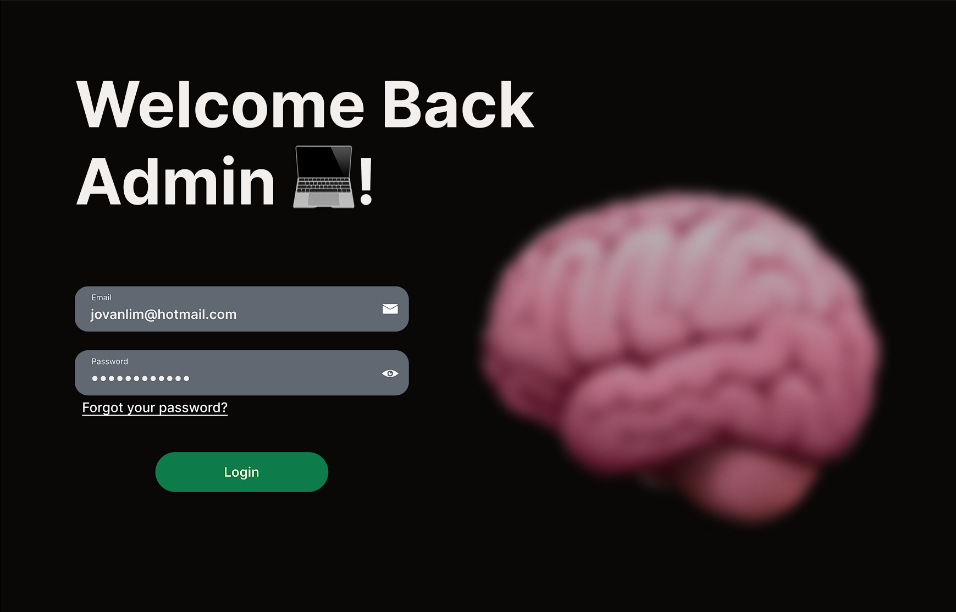 Welcome Back
Admin 💻!
Email
jovanlim@hotmail.com
Password
●●●●●●●●●●●●
Forgot your password?
Login